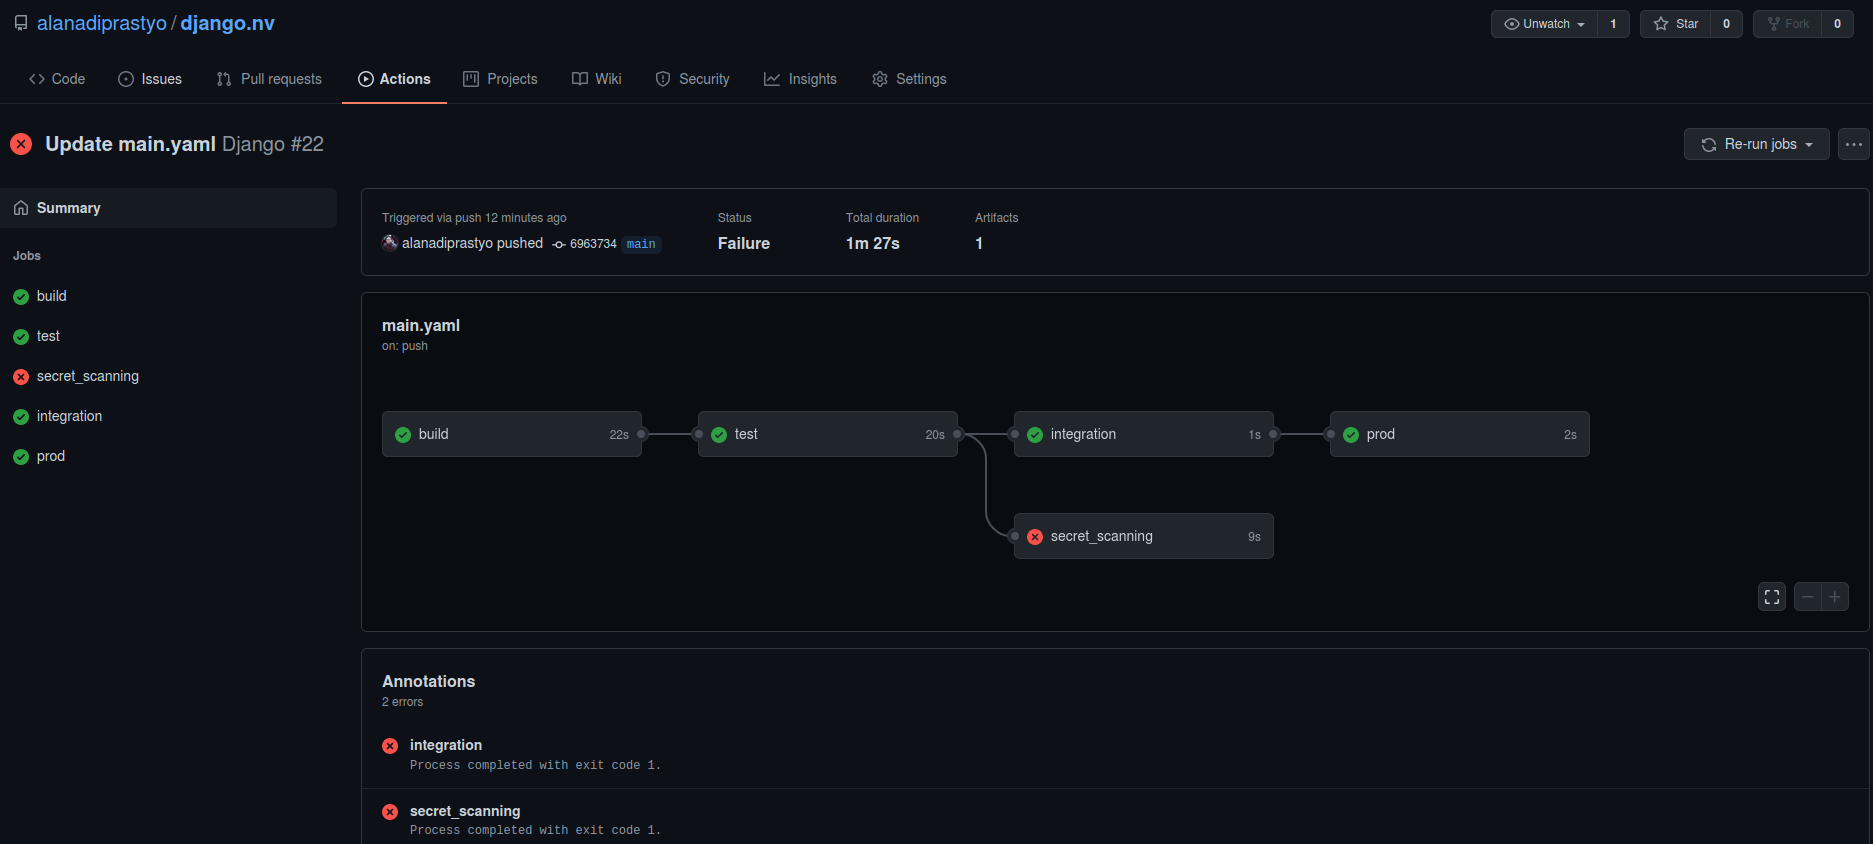 alanadiprastyo / django.nv
Unwatch 1 Star 0 Fork 0
Code Issues Pull requests Actions Projects Wiki Security Insights Settings
Update main.yaml Django #22
Re-run jobs
Summary
Jobs
build
test
secret_scanning
integration
prod
Triggered via push 12 minutes ago
alanadiprastyo pushed 6963734 main
Status
Failure
Total duration
1m 27s
Artifacts
1
main.yaml
on: push
build 22s
test 20s
integration 1s
prod 2s
secret_scanning 9s
Annotations
2 errors
integration
Process completed with exit code 1.
secret_scanning
Process completed with exit code 1.